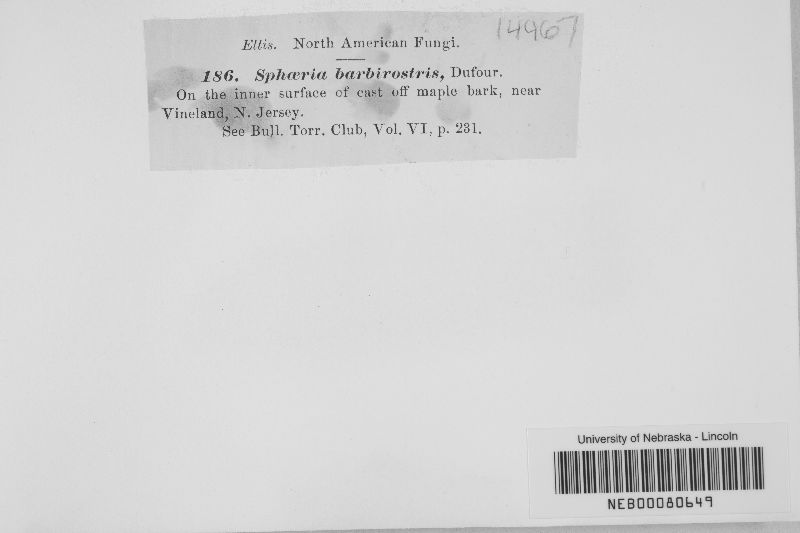 14967
Ellis. North American Fungi.
186. Sphæria barbirostris, Dufour.
On the inner surface of cast off maple bark, near
Vineland, N. Jersey.
See Bull. Torr. Club, Vol. VI, p. 231.
University of Nebraska - Lincoln
NEB00080649